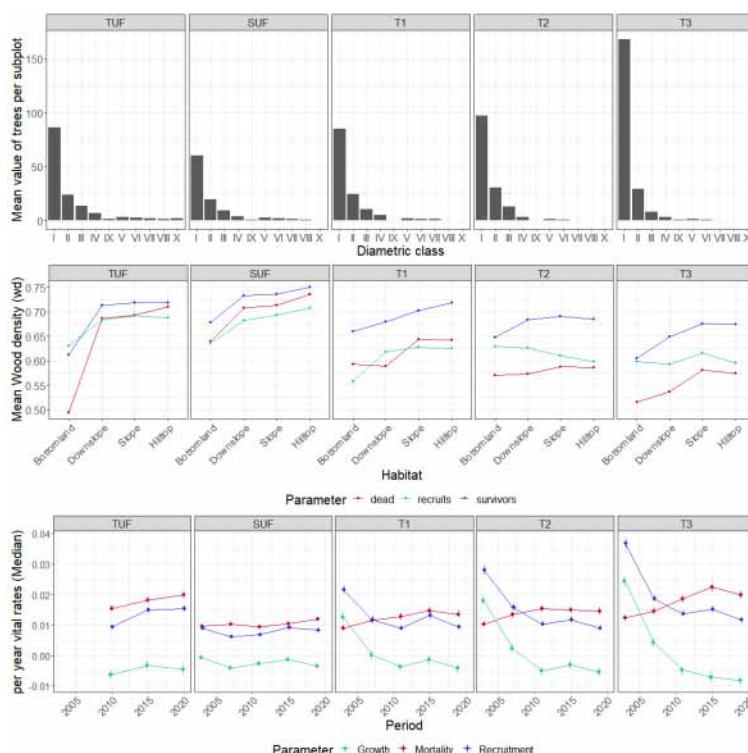 TUF SUF T1 T2 T3
Mean value of trees per subplot
150
100
50
0
I II III IV IX V VI VII VIII X I II III IV IX V VI VII VIII X I II III IV IX V VI VII VIII X I II III IV IX V VI VII VIII X I II III IV IX V VI VII VIII X
Diametric class
TUF SUF T1 T2 T3
Mean Wood density (wd)
0.75
0.70
0.65
0.60
0.55
0.50
Bottomland Downslope Slope Hilltop Bottomland Downslope Slope Hilltop Bottomland Downslope Slope Hilltop Bottomland Downslope Slope Hilltop Bottomland Downslope Slope Hilltop
Habitat
Parameter dead recruits survivors
TUF SUF T1 T2 T3
per year vital rates (Median)
0.04
0.03
0.02
0.01
0.00
-0.01
2005 2010 2015 2020 2005 2010 2015 2020 2005 2010 2015 2020 2005 2010 2015 2020 2005 2010 2015 2020
Period
Parameter Growth Mortality Recruitment